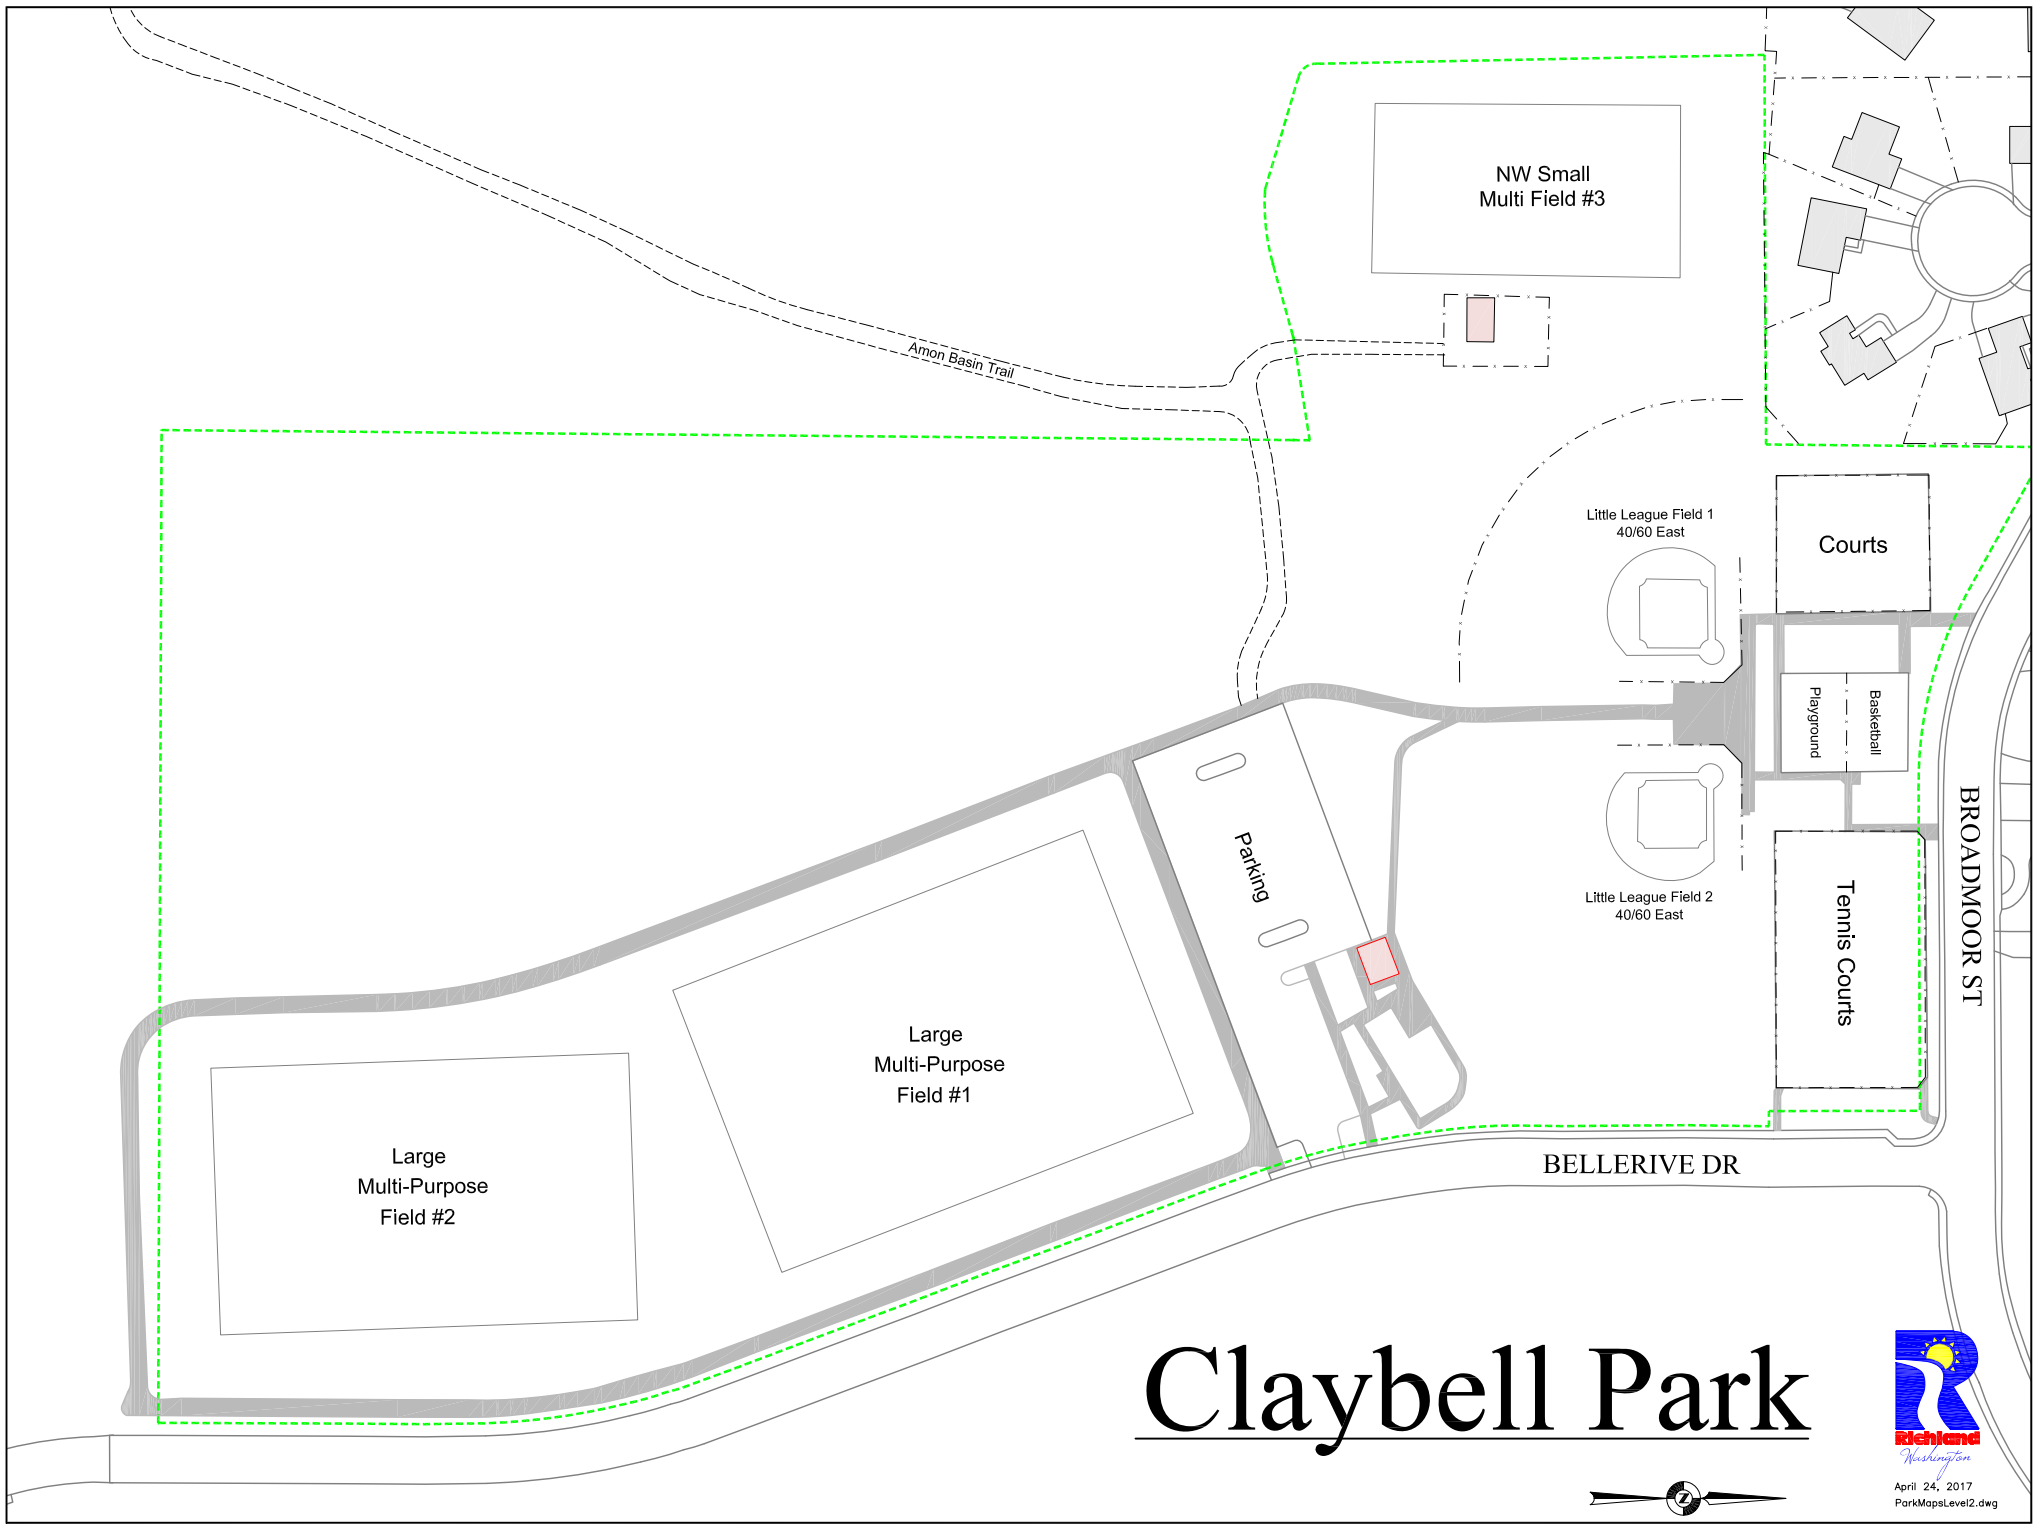 NW Small
Multi Field #3
Amon Basin Trail
Little League Field 1
40/60 East
Courts
Playground
Basketball
Parking
Little League Field 2
40/60 East
Tennis Courts
BROADMOOR ST
Large
Multi-Purpose
Field #1
Large
Multi-Purpose
Field #2
BELLERIVE DR
Claybell Park
R
Richland
Washington
Z
April 24, 2017
ParkMapsLevel2.dwg